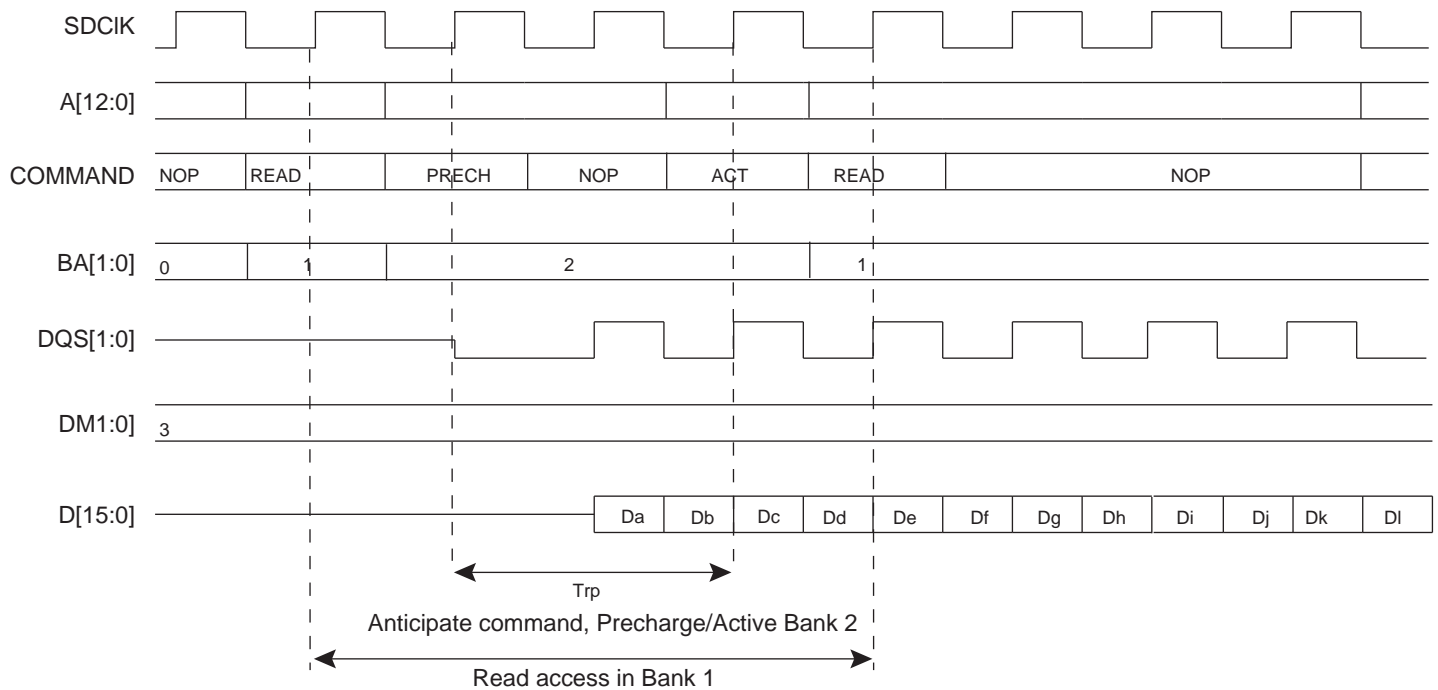 SDClK
A[12:0]
COMMAND NOP READ PRECH NOP ACT READ NOP
BA[1:0] 0 1 2 1
DQS[1:0]
DM1:0] 3
D[15:0] Da Db Dc Dd De Df Dg Dh Di Dj Dk Dl
Trp
Anticipate command, Precharge/Active Bank 2
Read access in Bank 1